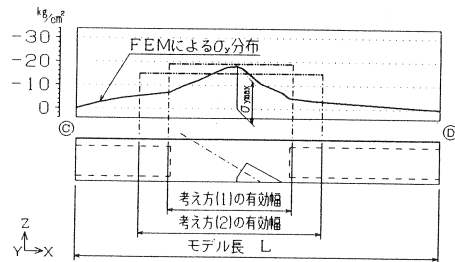 kg/cm²
-30
FEMによるσy分布
-20
-10
0
σymax
Ⓒ
Ⓓ
考え方(1)の有効幅
考え方(2)の有効幅
モデル長 L
Z
Y
X